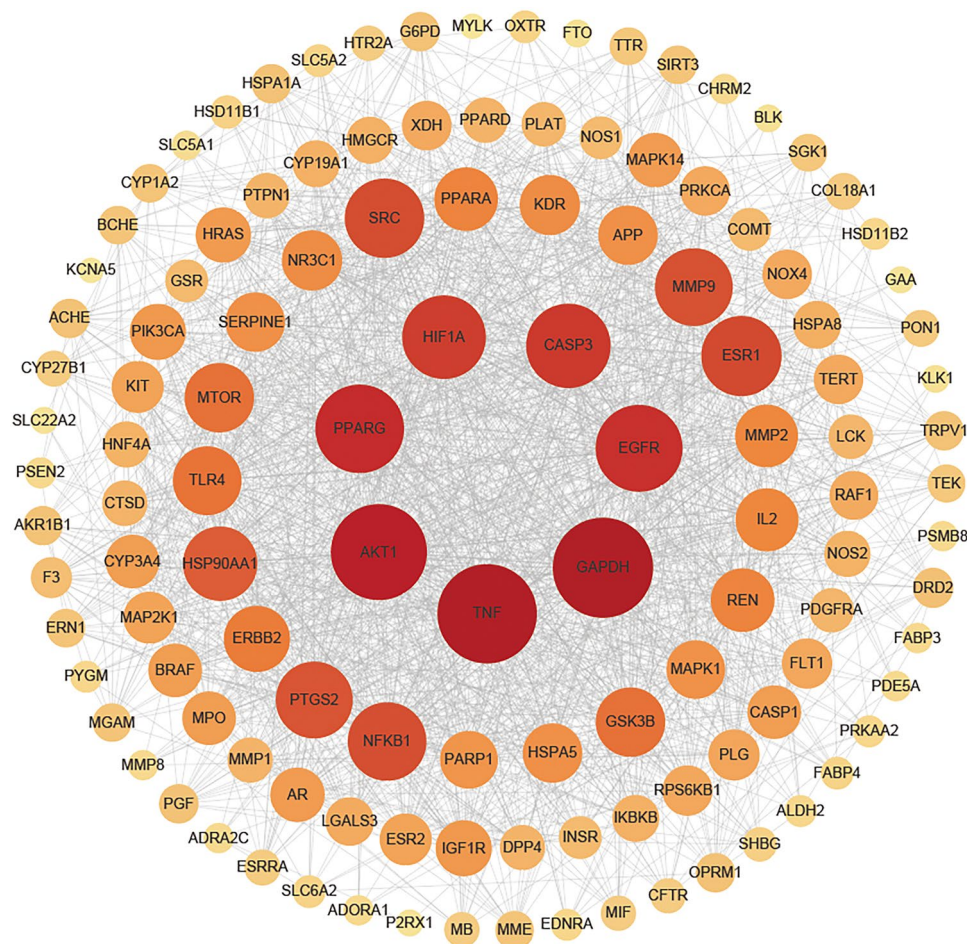 MYLK
OXTR
FTO
G6PD
TTR
HTR2A
SIRT3
SLC5A2
CHRM2
HSPA1A
BLK
HSD11B1
SGK1
SLC5A1
COL18A1
CYP1A2
HSD11B2
BCHE
GAA
KCNA5
PON1
ACHE
KLK1
CYP27B1
TRPV1
SLC22A2
TEK
PSEN2
PSMB8
AKR1B1
DRD2
F3
FABP3
ERN1
PDE5A
PYGM
PRKAA2
MGAM
FABP4
MMP8
ALDH2
PGF
SHBG
ADRA2C
OPRM1
ESRRA
CFTR
SLC6A2
MIF
ADORA1
EDNRA
P2RX1
MME
MB
XDH
PPARD
PLAT
NOS1
HMGCR
MAPK14
CYP19A1
PRKCA
PTPN1
COMT
HRAS
NOX4
GSR
HSPA8
PIK3CA
TERT
KIT
LCK
HNF4A
RAF1
CTSD
NOS2
CYP3A4
PDGFRA
MAP2K1
FLT1
BRAF
CASP1
MPO
PLG
MMP1
RPS6KB1
AR
IKBKB
LGALS3
INSR
ESR2
DPP4
IGF1R
PPARA
KDR
SRC
APP
NR3C1
MMP9
SERPINE1
ESR1
MTOR
MMP2
TLR4
IL2
HSP90AA1
REN
ERBB2
MAPK1
PTGS2
GSK3B
NFKB1
HSPA5
PARP1
HIF1A
CASP3
PPARG
EGFR
AKT1
GAPDH
TNF